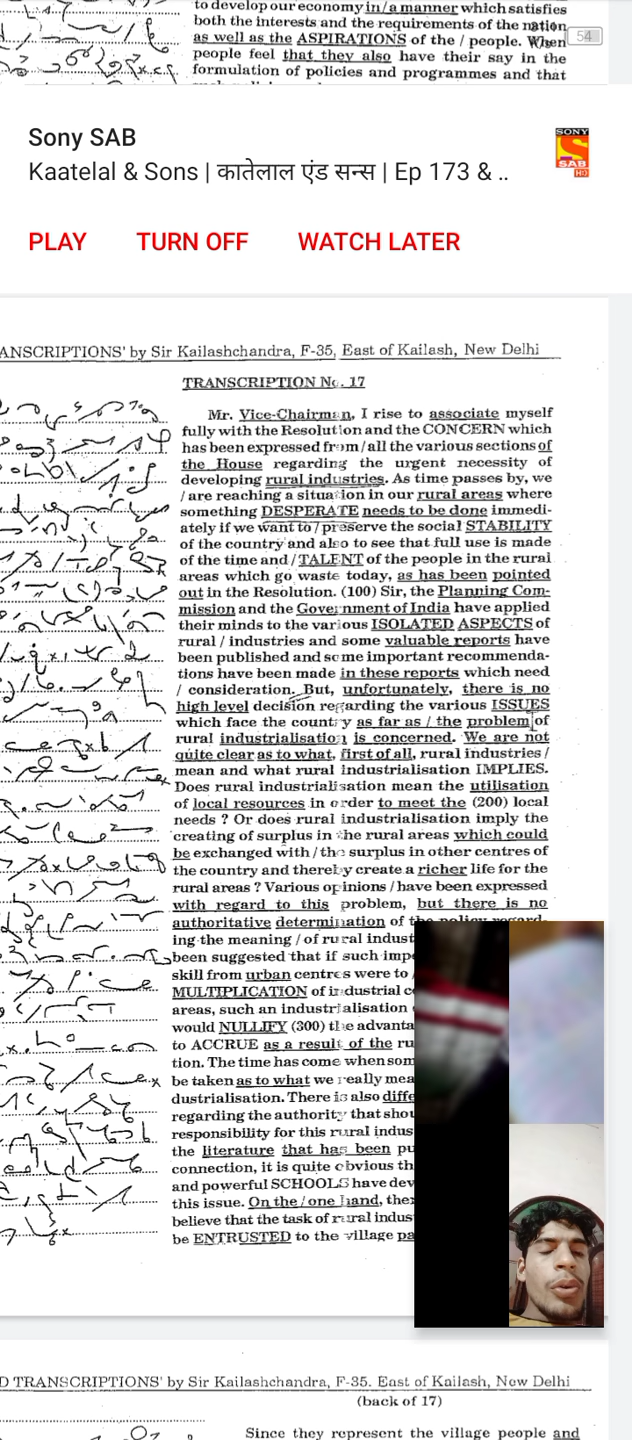 to develop our economy in/a manner which satisfies
both the interests and the requirements of the nation
as well as the ASPIRATIONS of the / people. When
54
people feel that they also have their say in the
formulation of policies and programmes and that
Sony SAB
SONY
SAB
HD
Kaatelal & Sons | कातेलाल एंड सन्स | Ep 173 & ..
PLAY TURN OFF WATCH LATER
ANSCRIPTIONS' by Sir Kailashchandra, F-35, East of Kailash, New Delhi
TRANSCRIPTION No. 17
Mr. Vice-Chairman, I rise to associate myself
fully with the Resolution and the CONCERN which
has been expressed from/all the various sections of
the House regarding the urgent necessity of
developing rural industries. As time passes by, we
/ are reaching a situation in our rural areas where
something DESPERATE needs to be done immedi-
ately if we want to / preserve the social STABILITY
of the country and also to see that full use is made
of the time and / TALENT of the people in the rural
areas which go waste today, as has been pointed
out in the Resolution. (100) Sir, the Planning Com-
mission and the Government of India have applied
their minds to the various ISOLATED ASPECTS of
rural / industries and some valuable reports have
been published and some important recommenda-
tions have been made in these reports which need
/ consideration. But, unfortunately, there is no
high level decision regarding the various ISSUES
which face the country as far as / the problem of
rural industrialisation is concerned. We are not
quite clear as to what, first of all, rural industries /
mean and what rural industrialisation IMPLIES.
Does rural industrialisation mean the utilisation
of local resources in order to meet the (200) local
needs ? Or does rural industrialisation imply the
creating of surplus in the rural areas which could
be exchanged with / the surplus in other centres of
the country and thereby create a richer life for the
rural areas ? Various opinions / have been expressed
with regard to this problem, but there is no
authoritative determination of the policy regard-
ing the meaning / of rural indust
been suggested that if such impe
skill from urban centres were to /
MULTIPLICATION of industrial c
areas, such an industrialisation
would NULLIFY (300) the advanta
to ACCRUE as a result of the ru
tion. The time has come when som
be taken as to what we really mea
dustrialisation. There is also diffe
regarding the authority that shou
responsibility for this rural indus
the literature that has been pu
connection, it is quite obvious th
and powerful SCHOOLS have dev
this issue. On the / one hand, the
believe that the task of rural indus
be ENTRUSTED to the village pa
D TRANSCRIPTIONS' by Sir Kailashchandra, F-35. East of Kailash, New Delhi
(back of 17)
Since they represent the village people and